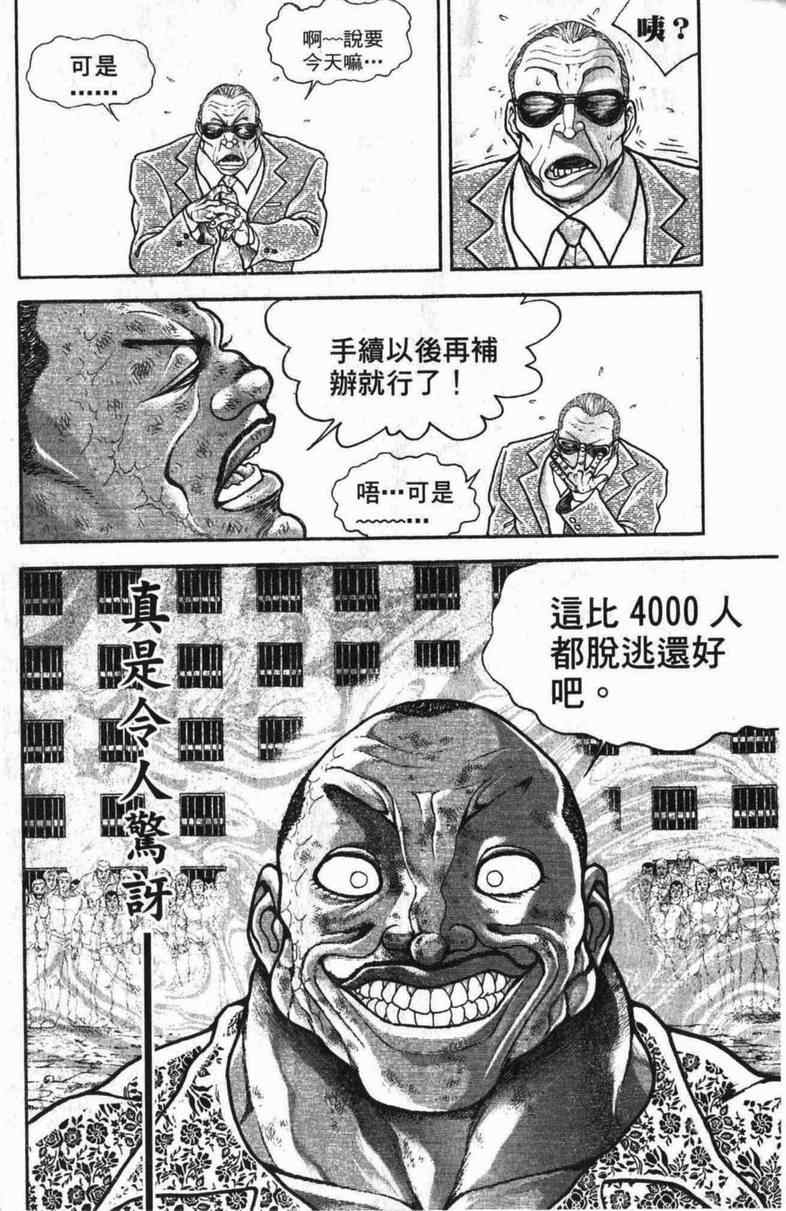 咦？
啊~~說要
今天嘛…
可是
……
手續以後再補
辦就行了！
唔…可是
~~~…
這比 4000 人
都脫逃還好
吧。
真是令人驚訝──